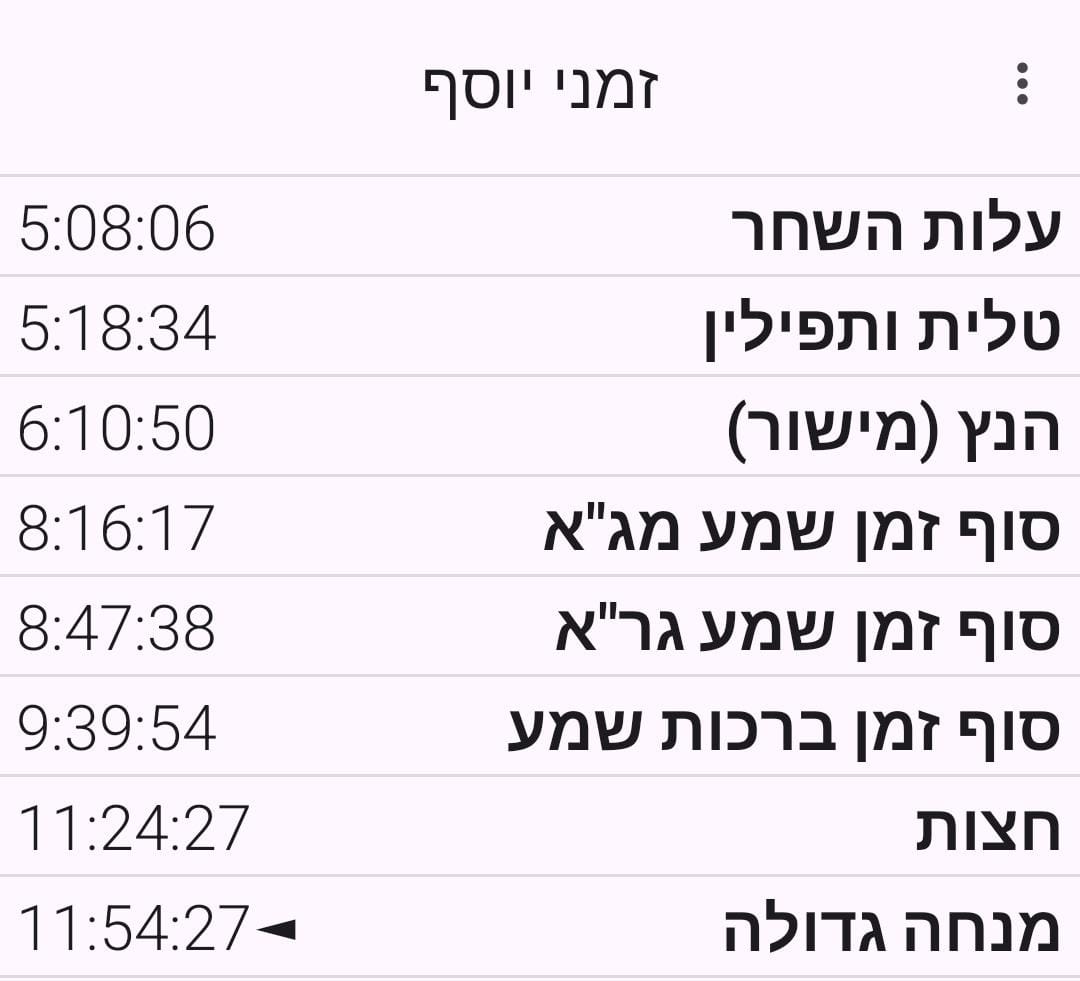 זמני יוסף
עלות השחר 5:08:06
טלית ותפילין 5:18:34
הנץ (מישור) 6:10:50
סוף זמן שמע מג"א 8:16:17
סוף זמן שמע גר"א 8:47:38
סוף זמן ברכות שמע 9:39:54
חצות 11:24:27
מנחה גדולה 11:54:27◄